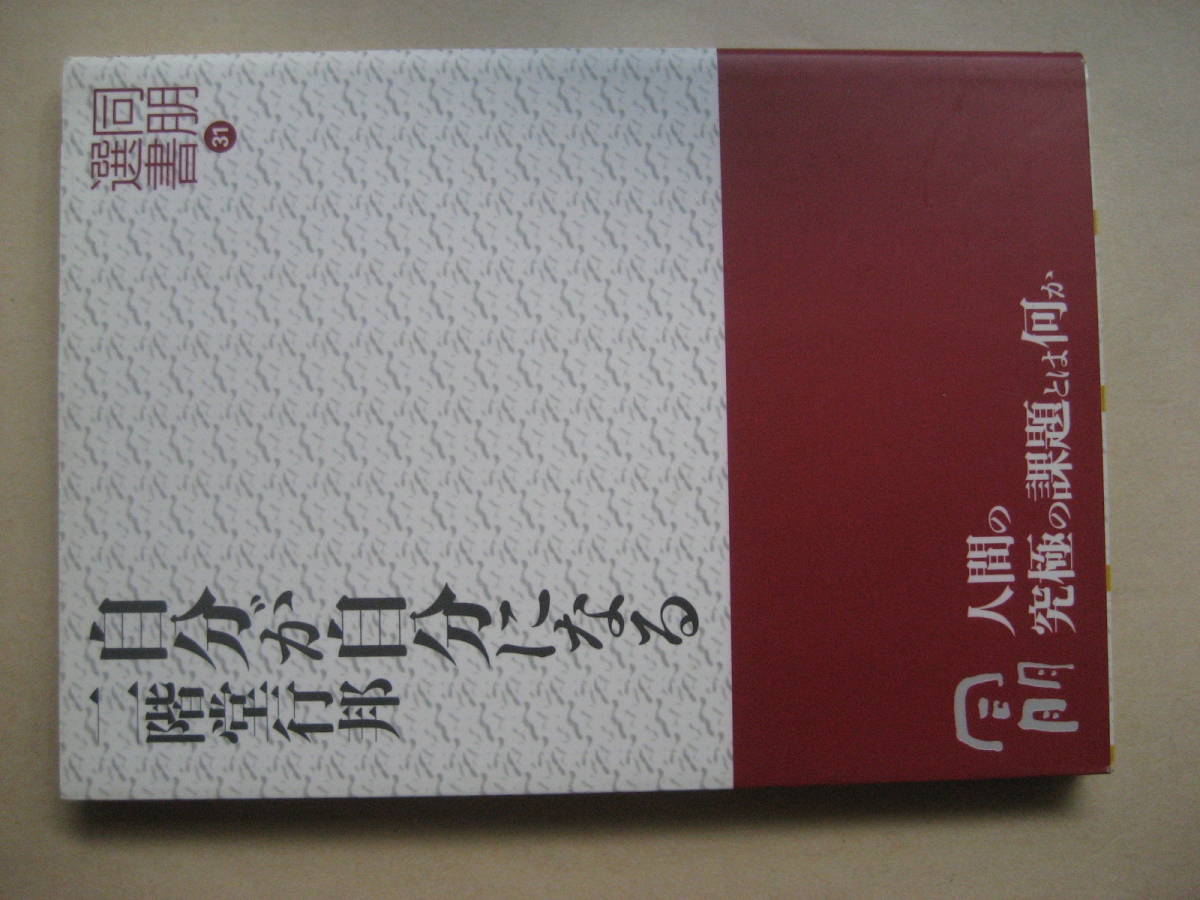 同朋
選書
31
自分が自分になる
二階堂行邦
同朋
人間の
究極の課題とは何か